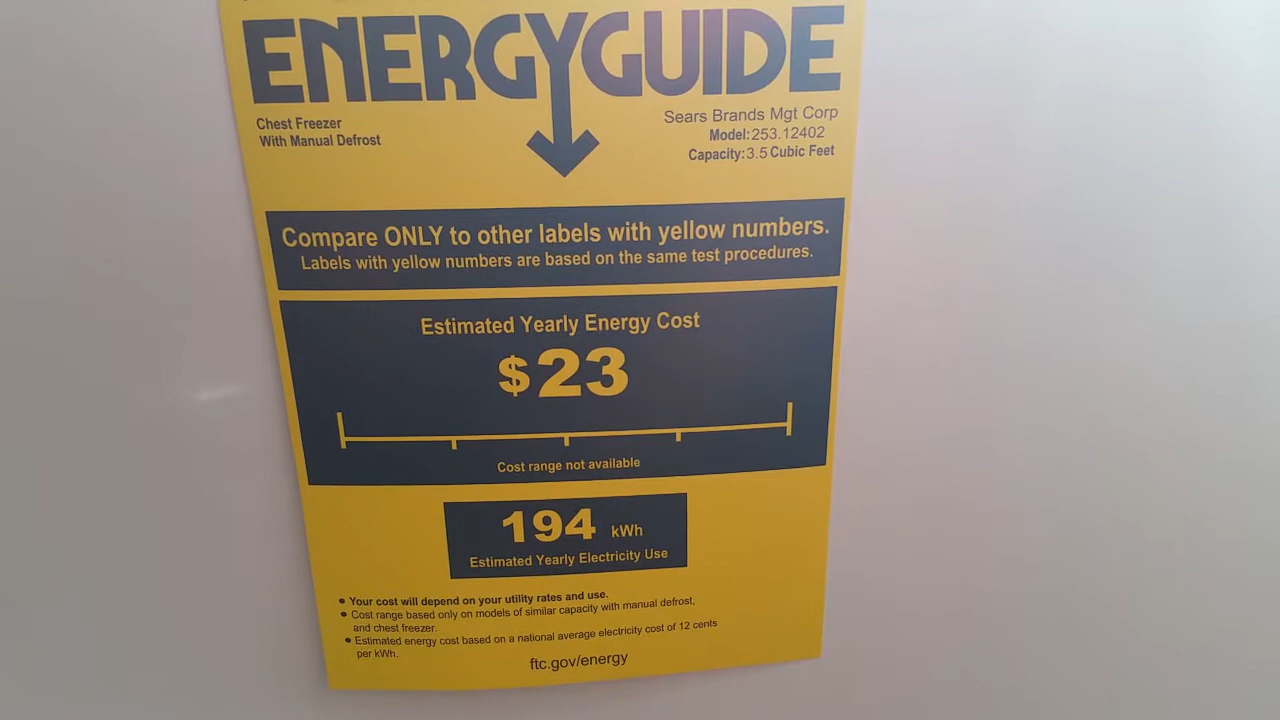 ENERGYGUIDE
Chest Freezer
With Manual Defrost
Sears Brands Mgt Corp
Model:253.12402
Capacity:3.5 Cubic Feet
Compare ONLY to other labels with yellow numbers.
Labels with yellow numbers are based on the same test procedures.
Estimated Yearly Energy Cost
$23
Cost range not available
194 kWh
Estimated Yearly Electricity Use
• Your cost will depend on your utility rates and use.
• Cost range based only on models of similar capacity with manual defrost,
and chest freezer.
• Estimated energy cost based on a national average electricity cost of 12 cents
per kWh.
ftc.gov/energy